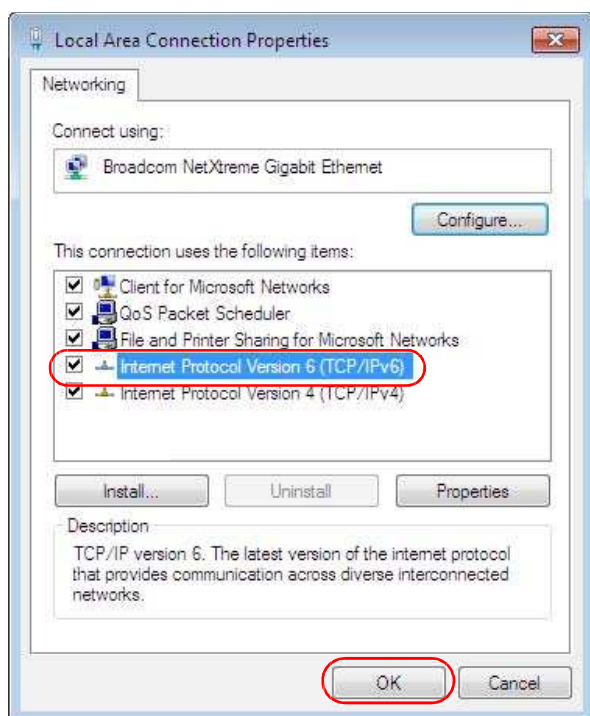 Local Area Connection Properties
Networking
Connect using:
Broadcom NetXtreme Gigabit Ethernet
Configure...
This connection uses the following items:
Client for Microsoft Networks
QoS Packet Scheduler
File and Printer Sharing for Microsoft Networks
Internet Protocol Version 6 (TCP/IPv6)
Internet Protocol Version 4 (TCP/IPv4)
Install... Uninstall Properties
Description
TCP/IP version 6. The latest version of the internet protocol
that provides communication across diverse interconnected
networks.
OK Cancel